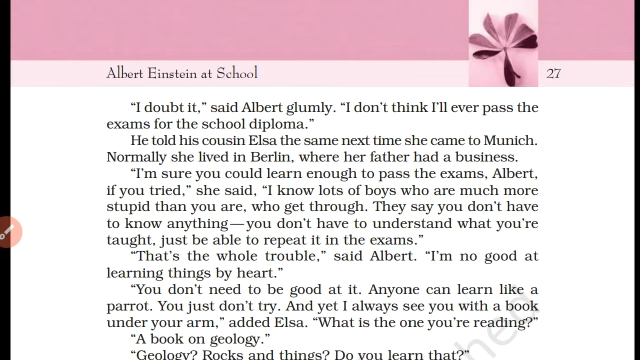 Albert Einstein at School 27
“I doubt it,” said Albert glumly. “I don’t think I’ll ever pass the
exams for the school diploma.”
He told his cousin Elsa the same next time she came to Munich.
Normally she lived in Berlin, where her father had a business.
“I’m sure you could learn enough to pass the exams, Albert,
if you tried,” she said, “I know lots of boys who are much more
stupid than you are, who get through. They say you don’t have
to know anything—you don’t have to understand what you’re
taught, just be able to repeat it in the exams.”
“That’s the whole trouble,” said Albert. “I’m no good at
learning things by heart.”
“You don’t need to be good at it. Anyone can learn like a
parrot. You just don’t try. And yet I always see you with a book
under your arm,” added Elsa. “What is the one you’re reading?”
“A book on geology.”
“Geology? Rocks and things? Do you learn that?”